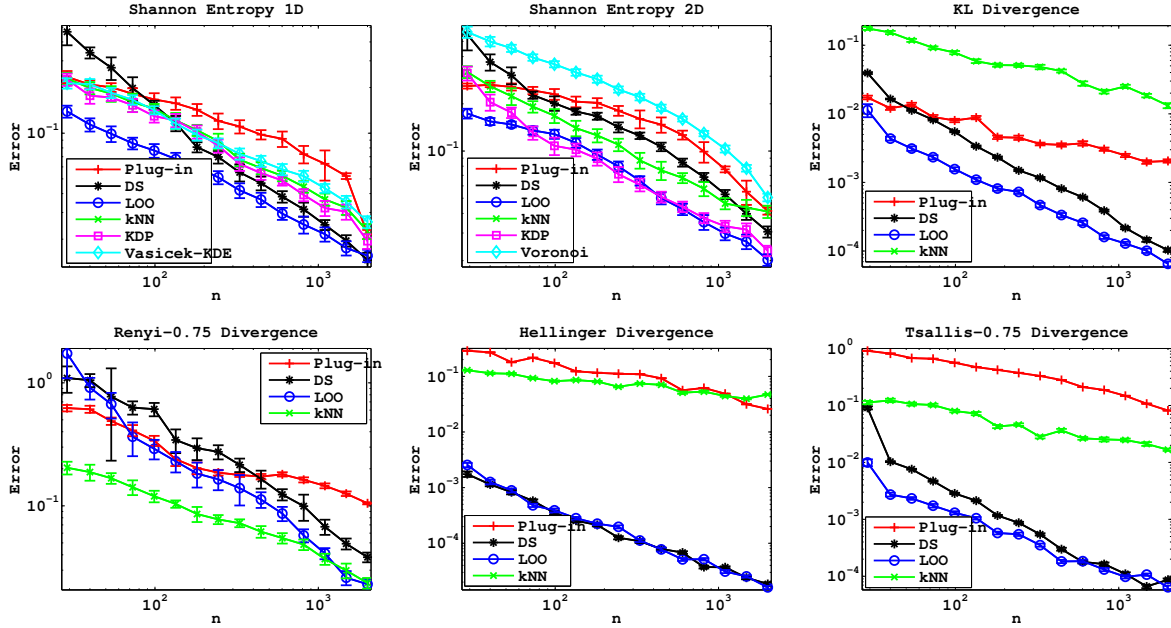 Shannon Entropy 1D
Error
10^-1
Plug-in
DS
LOO
kNN
KDP
Vasicek-KDE
10^2
10^3
n
Shannon Entropy 2D
Error
10^-1
Plug-in
DS
LOO
kNN
KDP
Voronoi
10^2
10^3
n
KL Divergence
Error
10^-1
10^-2
10^-3
10^-4
Plug-in
DS
LOO
kNN
10^2
10^3
n
Renyi-0.75 Divergence
Error
10^0
10^-1
Plug-in
DS
LOO
kNN
10^2
10^3
n
Hellinger Divergence
Error
10^-1
10^-2
10^-3
10^-4
Plug-in
DS
LOO
kNN
10^2
10^3
n
Tsallis-0.75 Divergence
Error
10^0
10^-1
10^-2
10^-3
10^-4
Plug-in
DS
LOO
kNN
10^2
10^3
n